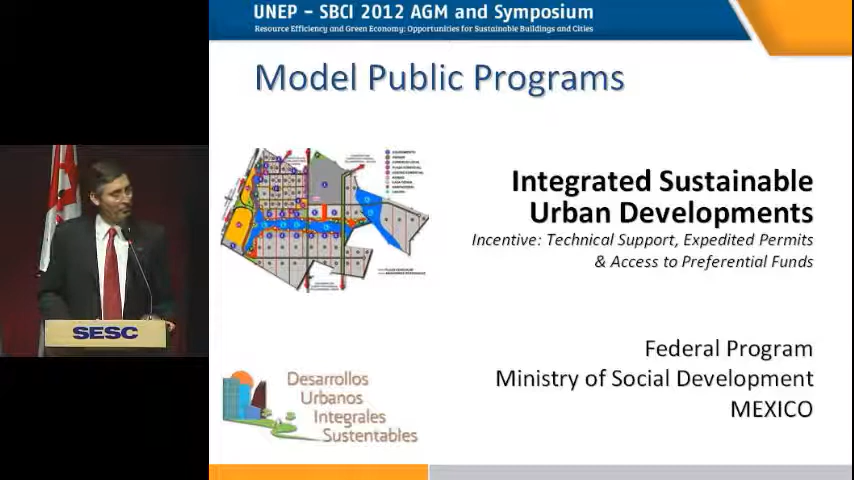 UNEP – SBCI 2012 AGM and Symposium
Resource Efficiency and Green Economy: Opportunities for Sustainable Buildings and Cities
Model Public Programs
Integrated Sustainable
Urban Developments
Incentive: Technical Support, Expedited Permits
& Access to Preferential Funds
SESC
Federal Program
Ministry of Social Development
MEXICO
Desarrollos
Urbanos
Integrales
Sustentables